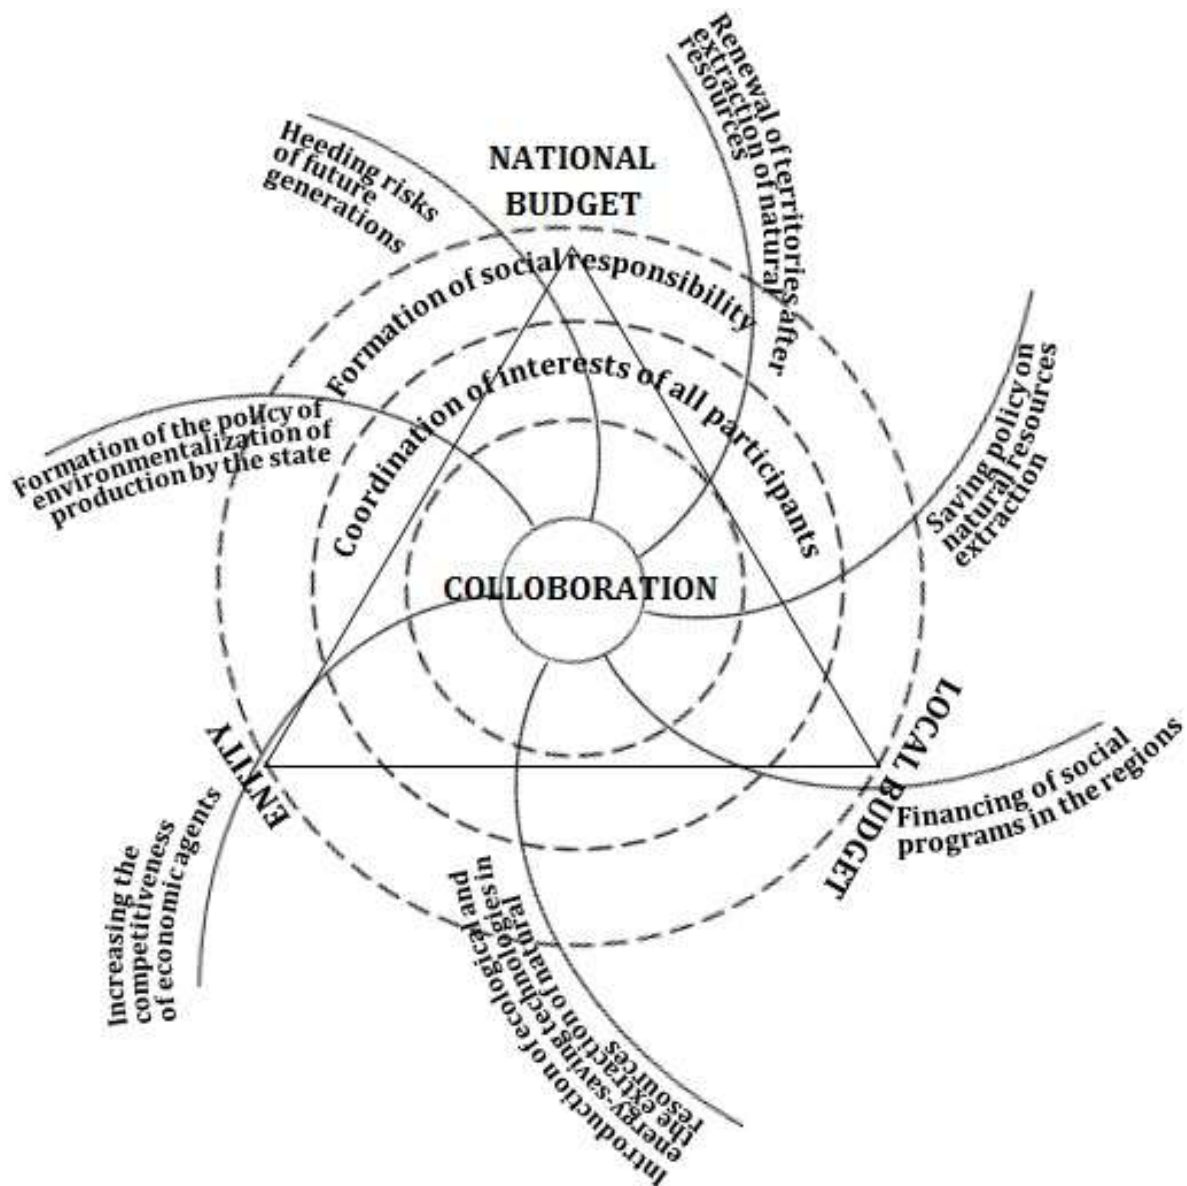 Renewal of territories after
extraction of natural
resources
Heeding risks
of future
generations
NATIONAL
BUDGET
Formation of social responsibility
Coordination of interests of all participants
Formation of the policy of
environmentalization of
production by the state
Saving policy on
natural resources
extraction
COLLOBORATION
ENTITY
LOCAL BUDGET
Increasing the
competitiveness
of economic agents
Financing of social
programs in the regions
Introduction of ecological and
energy-saving technologies in
the extraction of natural
resources